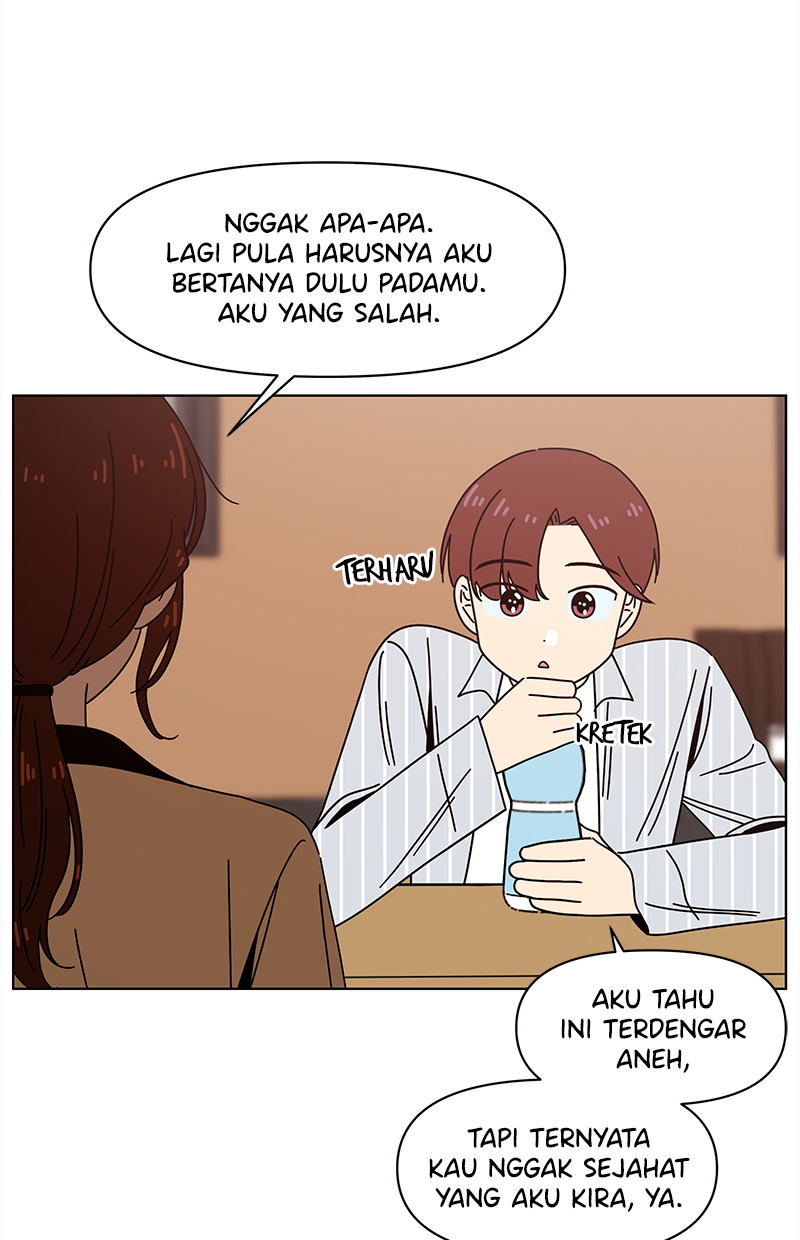 NGGAK APA-APA.
LAGI PULA HARUSNYA AKU
BERTANYA DULU PADAMU.
AKU YANG SALAH.
TERHARU
KRETEK
AKU TAHU
INI TERDENGAR
ANEH,
TAPI TERNYATA
KAU NGGAK SEJAHAT
YANG AKU KIRA, YA.